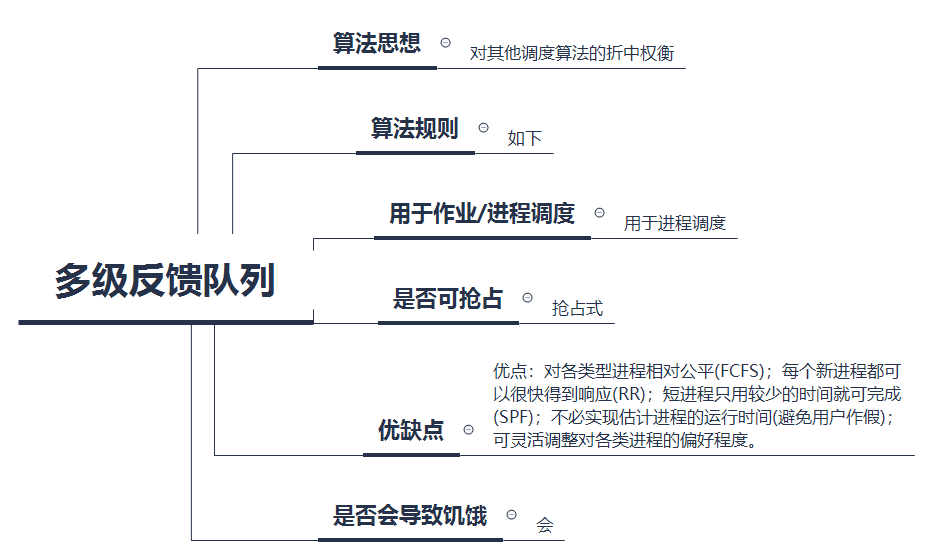 算法思想
对其他调度算法的折中权衡
算法规则
如下
用于作业/进程调度
用于进程调度
多级反馈队列
是否可抢占
抢占式
优缺点
优点：对各类型进程相对公平(FCFS)；每个新进程都可
以很快得到响应(RR)；短进程只用较少的时间就可完成
(SPF)；不必实现估计进程的运行时间(避免用户作假)；
可灵活调整对各类进程的偏好程度。
是否会导致饥饿
会